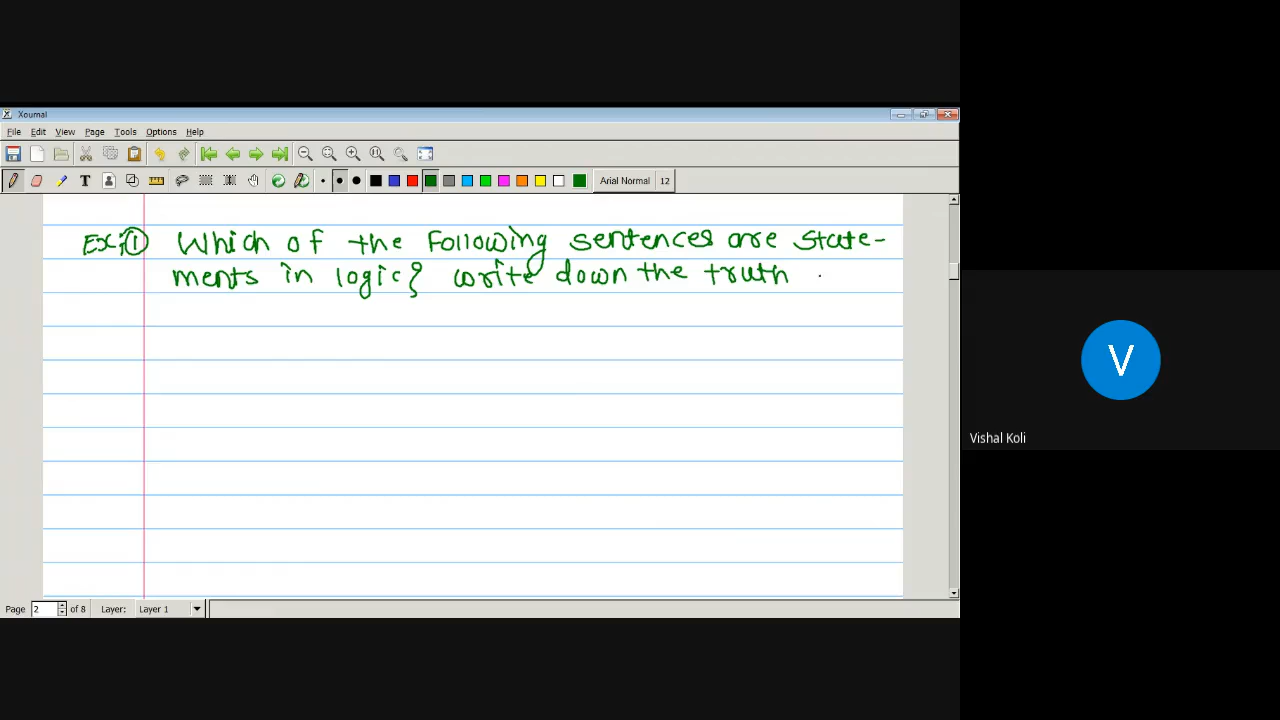 Xournal
File Edit View Page Tools Options Help
Arial Normal 12
Ex:① Which of the following sentences are state-
ments in logic? write down the truth
V
Vishal Koli
Page 2 of 8 Layer: Layer 1